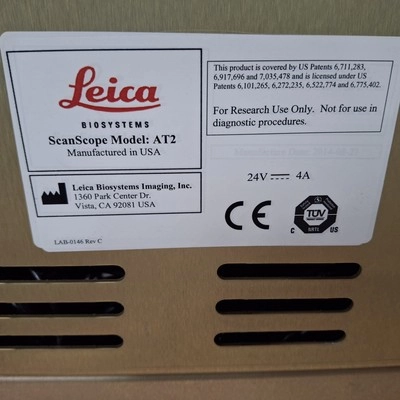 Leica
BIOSYSTEMS
ScanScope Model: AT2
Manufactured in USA
Leica Biosystems Imaging, Inc.
1360 Park Center Dr.
Vista, CA 92081 USA
LAB-0146 Rev C
This product is covered by US Patents 6,711,283,
6,917,696 and 7,035,478 and is licensed under US
Patents 6,101,265, 6,272,235, 6,522,774 and 6,775,402.
For Research Use Only. Not for use in
diagnostic procedures.
24V 4A
CE
TUV
NRTL
C US